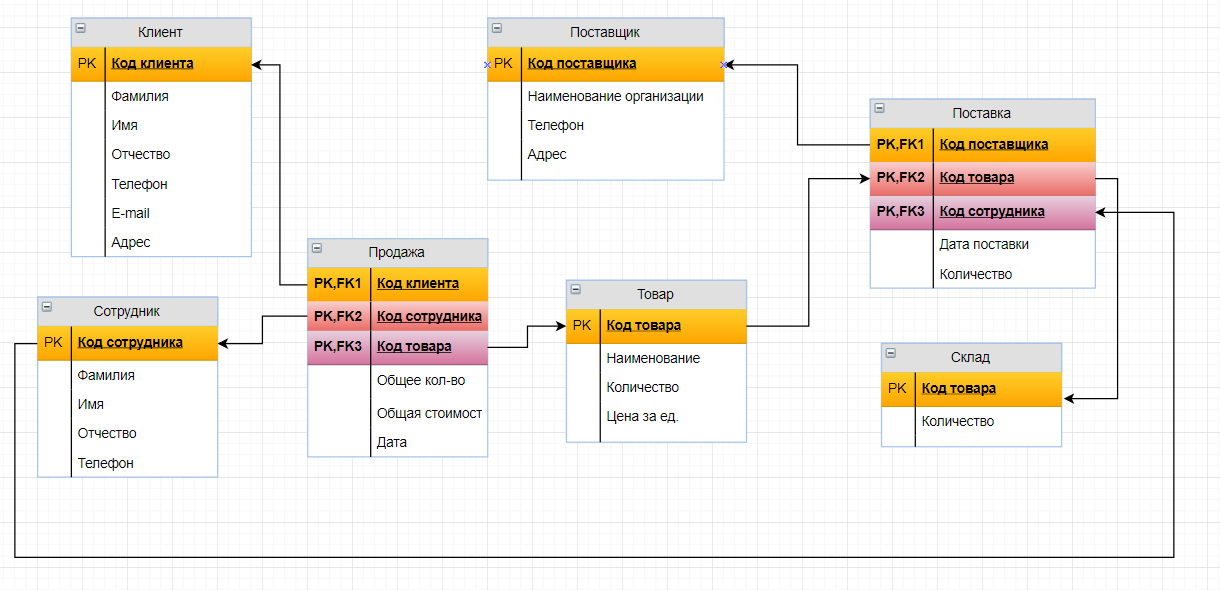 Клиент
PK Код клиента
Фамилия
Имя
Отчество
Телефон
E-mail
Адрес
Поставщик
PK Код поставщика
Наименование организации
Телефон
Адрес
Поставка
PK,FK1 Код поставщика
PK,FK2 Код товара
PK,FK3 Код сотрудника
Дата поставки
Количество
Сотрудник
PK Код сотрудника
Фамилия
Имя
Отчество
Телефон
Продажа
PK,FK1 Код клиента
PK,FK2 Код сотрудника
PK,FK3 Код товара
Общее кол-во
Общая стоимост
Дата
Товар
PK Код товара
Наименование
Количество
Цена за ед.
Склад
PK Код товара
Количество